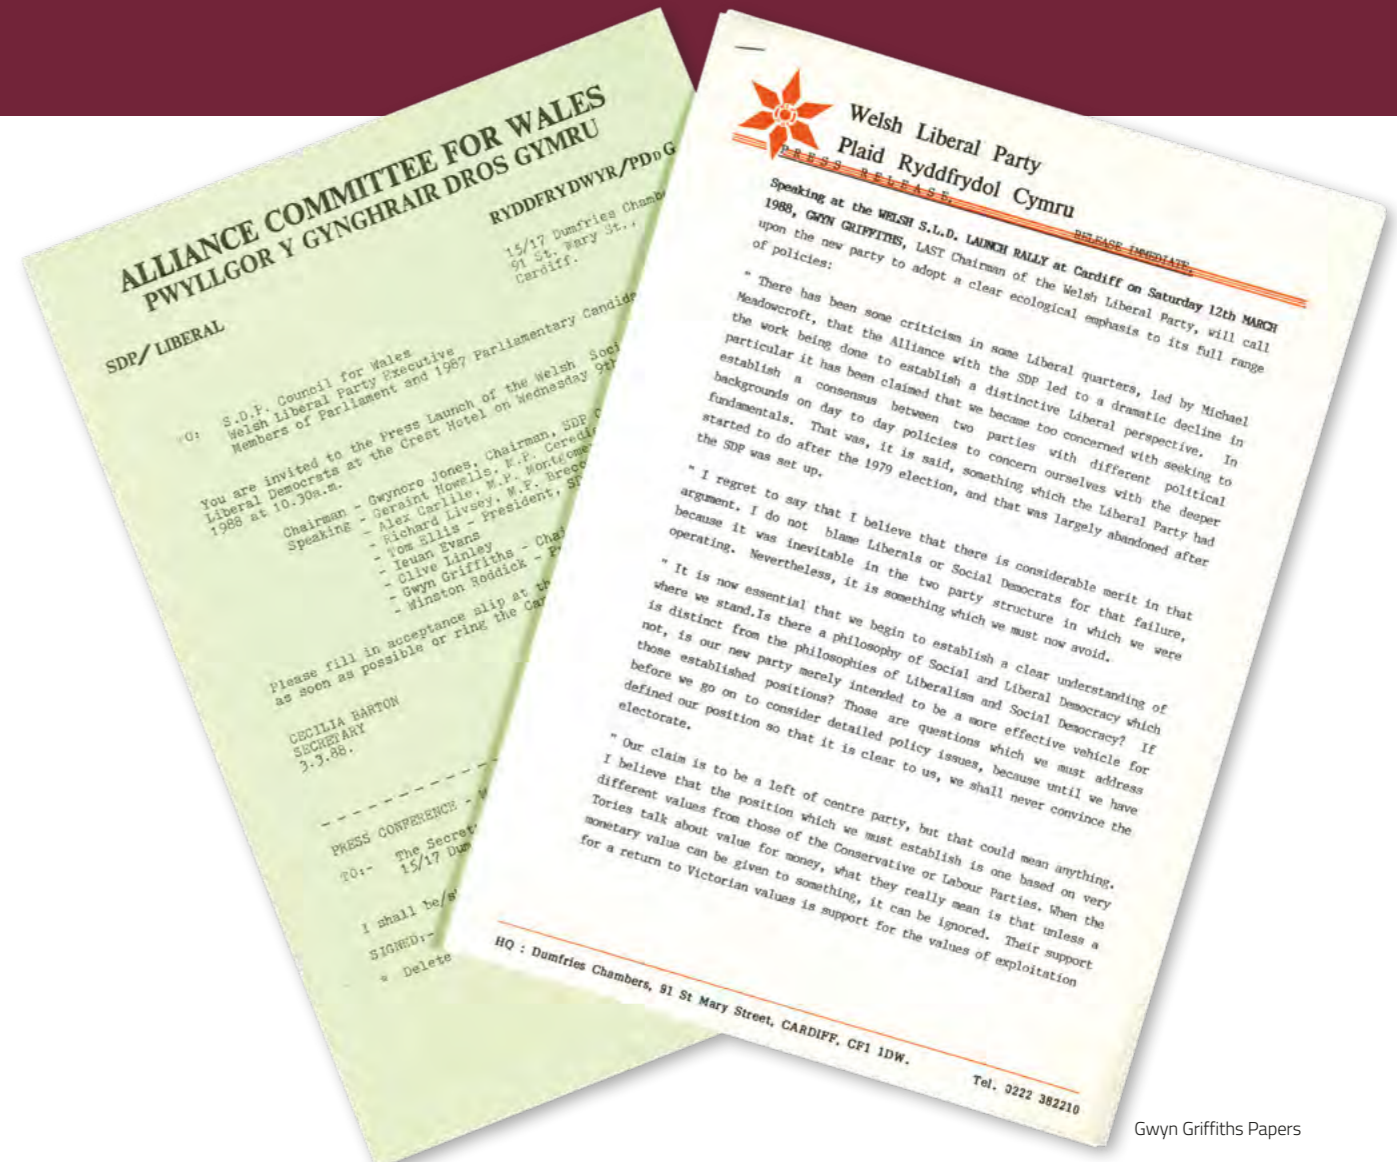 ALLIANCE COMMITTEE FOR WALES
PWYLLGOR Y GYNGHRAIR DROS GYMRU
SDP/LIBERAL
RYDDFRYDWYR/PDDG
15/17 Dumfries
91 St. Mary St.,
Cardiff.
TO: S.D.P. Council for Wales
Welsh Liberal Party Executive
Members of Parliament and 1987 Parliamentary
You are invited to the Press Launch of the Welsh
Liberal Democrats at the Crest Hotel on Wednesday 9th
1988 at 10.30a.m.
Chairman - Gwynoro Jones, Chairman, SDP
Speaking - Geraint Howells, M.P.
- Alex Carlile, M.P.
- Richard Livsey, M.P.
- Tom Ellis - President,
- Ieuan Evans
- Clive Linley
- Gwyn Griffiths -
- Winston Roddick -
Please fill in acceptance slip at
as soon as possible or ring the
CECILIA BARTON
SECRETARY
3.3.88.
PRESS CONFERENCE -
TO:- The
15/17
I shall
SIGNED:-
* Delete
Welsh Liberal Party
Plaid Ryddfrydol Cymru
PRESS RELEASE.
RELEASE IMMEDIATE.
Speaking at the WELSH S.L.D. LAUNCH RALLY at Cardiff on Saturday 12th MARCH
1988, GWYN GRIFFITHS, LAST Chairman of the Welsh Liberal Party, will call
upon the new party to adopt a clear ecological emphasis to its full range
of policies:
" There has been some criticism in some Liberal quarters, led by Michael
Meadowcroft, that the Alliance with the SDP led to a dramatic decline in
the work being done to establish a distinctive Liberal perspective. In
particular it has been claimed that we became too concerned with seeking to
establish a consensus between two parties with different political
backgrounds on day to day policies to concern ourselves with the deeper
fundamentals. That was, it is said, something which the Liberal Party had
started to do after the 1979 election, and that was largely abandoned after
the SDP was set up.
" I regret to say that I believe that there is considerable merit in that
argument, I do not blame Liberals or Social Democrats for that failure,
because it was inevitable in the two party structure in which we were
operating. Nevertheless, it is something which we must now avoid.
" It is now essential that we begin to establish a clear understanding of
where we stand.Is there a philosophy of Social and Liberal Democracy which
is distinct from the philosophies of Liberalism and Social Democracy? If
not, is our new party merely intended to be a more effective vehicle for
those established positions? Those are questions which we must address
before we go on to consider detailed policy issues, because until we have
defined our position so that it is clear to us, we shall never convince the
electorate.
" Our claim is to be a left of centre party, but that could mean anything.
I believe that the position which we must establish is one based on very
different values from those of the Conservative or Labour Parties. When the
Tories talk about value for money, what they really mean is that unless a
monetary value can be given to something, it can be ignored. Their support
for a return to Victorian values is support for the values of exploitation
HQ : Dumfries Chambers, 91 St Mary Street, CARDIFF, CF1 1DW.
Tel. 0222 382210
Gwyn Griffiths Papers